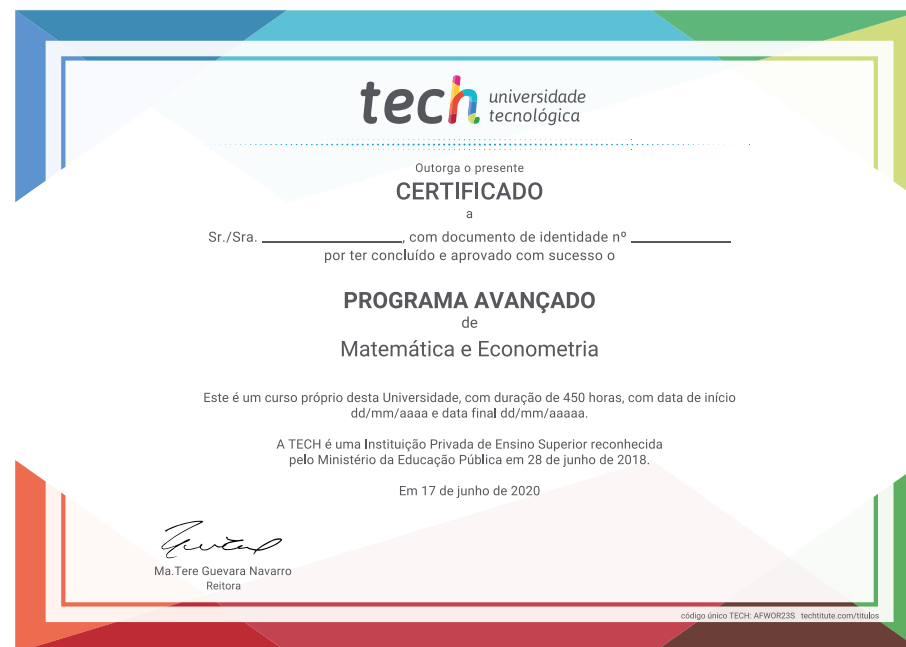 tech universidade
tecnológica
Outorga o presente
CERTIFICADO
a
Sr./Sra. ____________, com documento de identidade nº ____________
por ter concluído e aprovado com sucesso o
PROGRAMA AVANÇADO
de
Matemática e Econometria
Este é um curso próprio desta Universidade, com duração de 450 horas, com data de início
dd/mm/aaaa e data final dd/mm/aaaaa.
A TECH é uma Instituição Privada de Ensino Superior reconhecida
pelo Ministério da Educação Pública em 28 de junho de 2018.
Em 17 de junho de 2020
Ma.Tere Guevara Navarro
Reitora
código único TECH: AFWOR23S techtitute.com/titulos